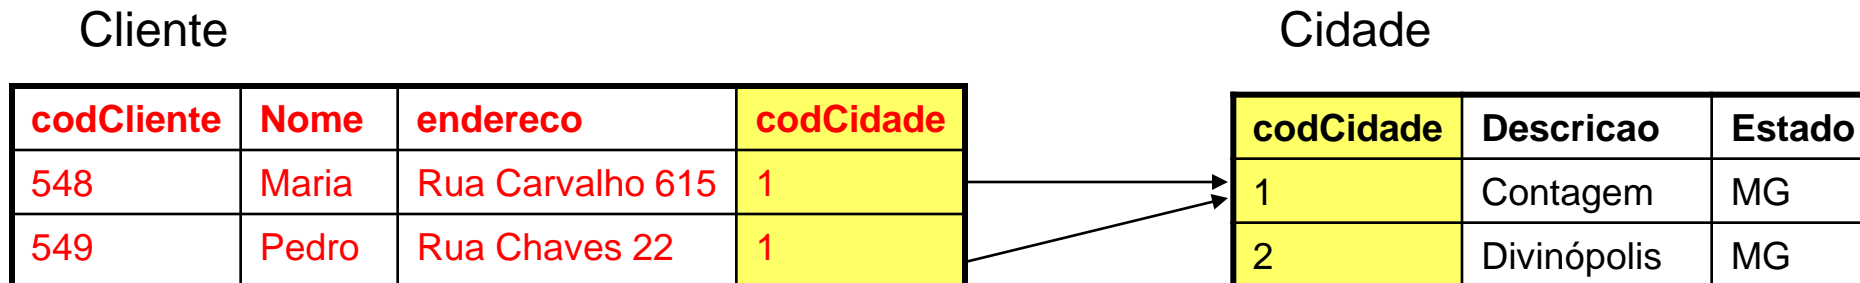 Cliente
codCliente Nome endereco codCidade
548 Maria Rua Carvalho 615 1
549 Pedro Rua Chaves 22 1
Cidade
codCidade Descricao Estado
1 Contagem MG
2 Divinópolis MG